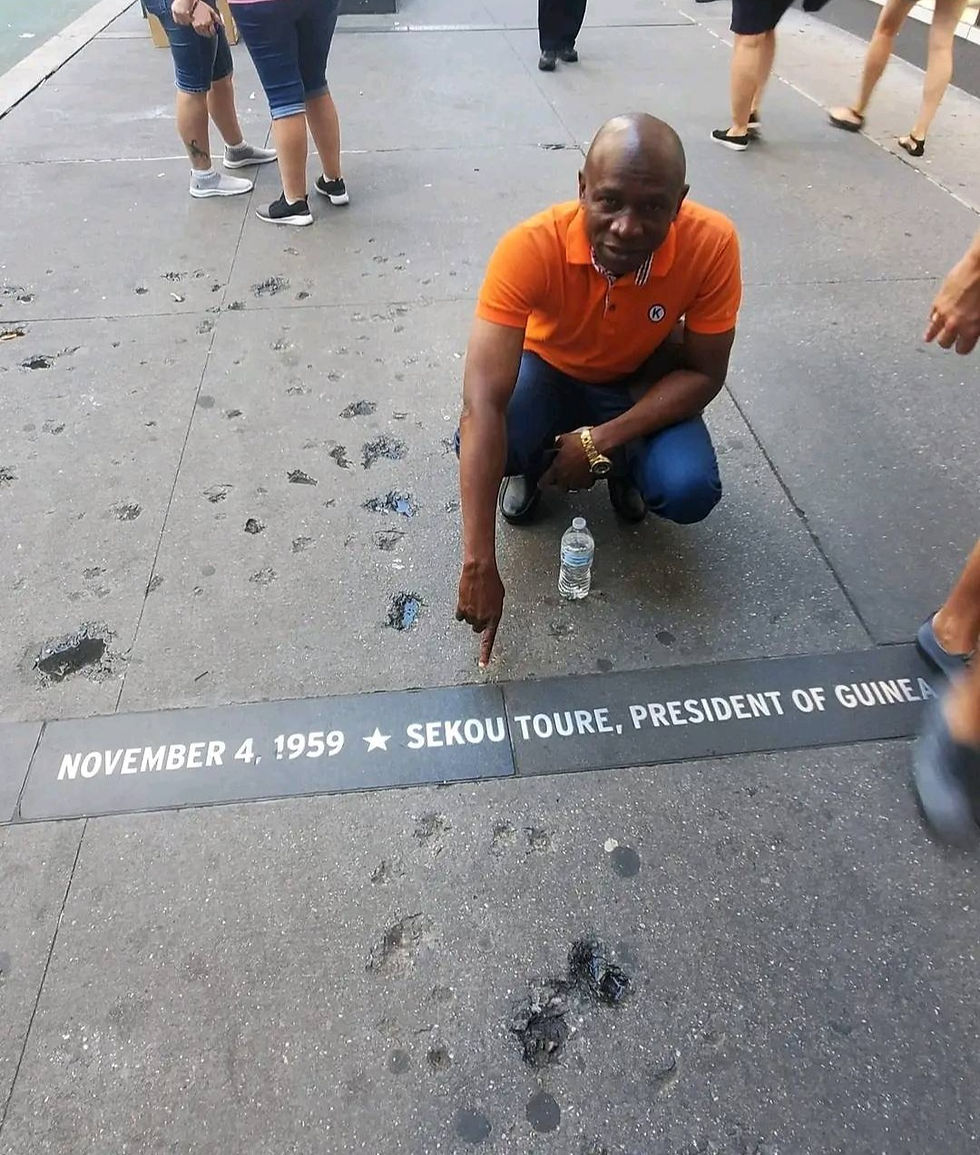 NOVEMBER 4, 1959 ★ SEKOU TOURE, PRESIDENT OF GUINEA
K